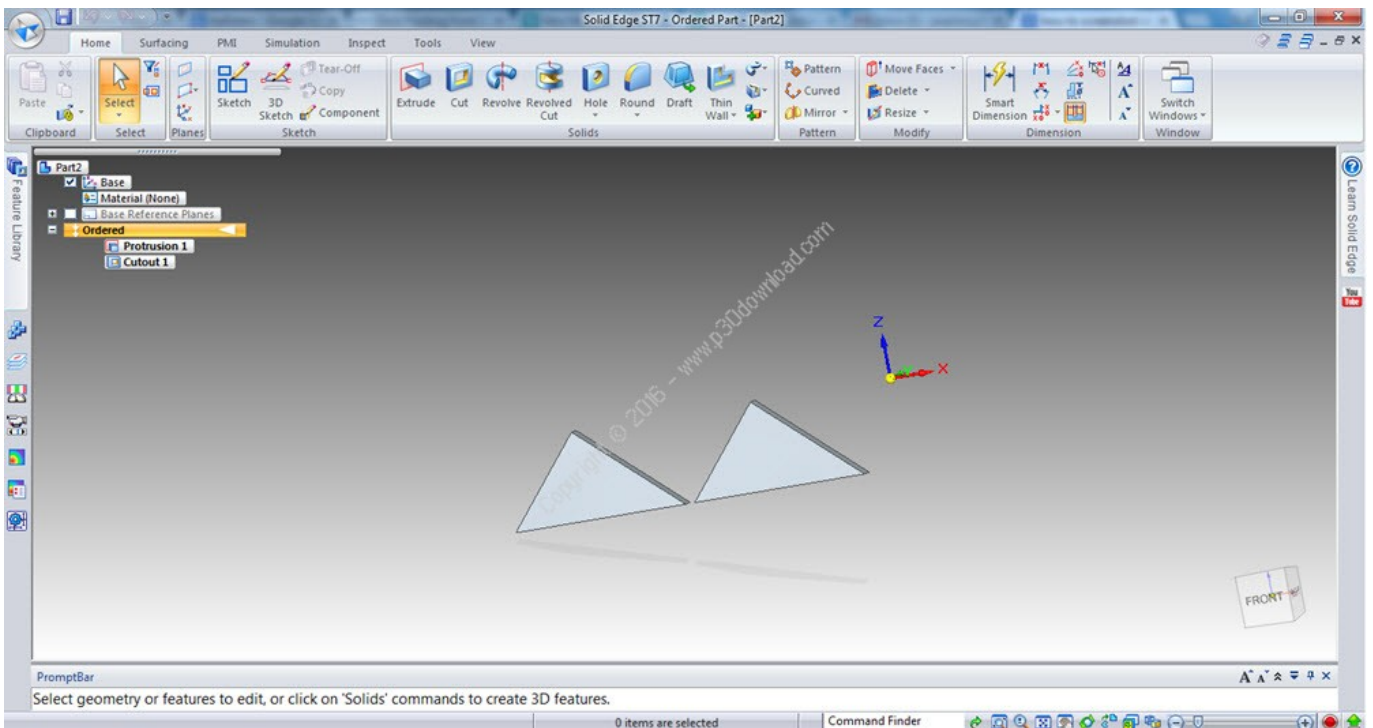 Solid Edge ST7 - Ordered Part - [Part2]
Home Surfacing PMI Simulation Inspect Tools View
Paste
Clipboard
Select
Select
Planes
Sketch
3D Sketch
Tear-Off
Copy
Component
Sketch
Extrude Cut Revolve Revolved Cut Hole Round Draft Thin Wall
Solids
Pattern
Curved
Mirror
Pattern
Move Faces
Delete
Resize
Modify
Smart Dimension
Dimension
Switch Windows
Window
Feature Library
Part2
Base
Material (None)
Base Reference Planes
Ordered
Protrusion 1
Cutout 1
Copyright © 2016 - www.p30download.com
Z
X
FRONT
Learn Solid Edge
You Tube
PromptBar
Select geometry or features to edit, or click on 'Solids' commands to create 3D features.
0 items are selected
Command Finder